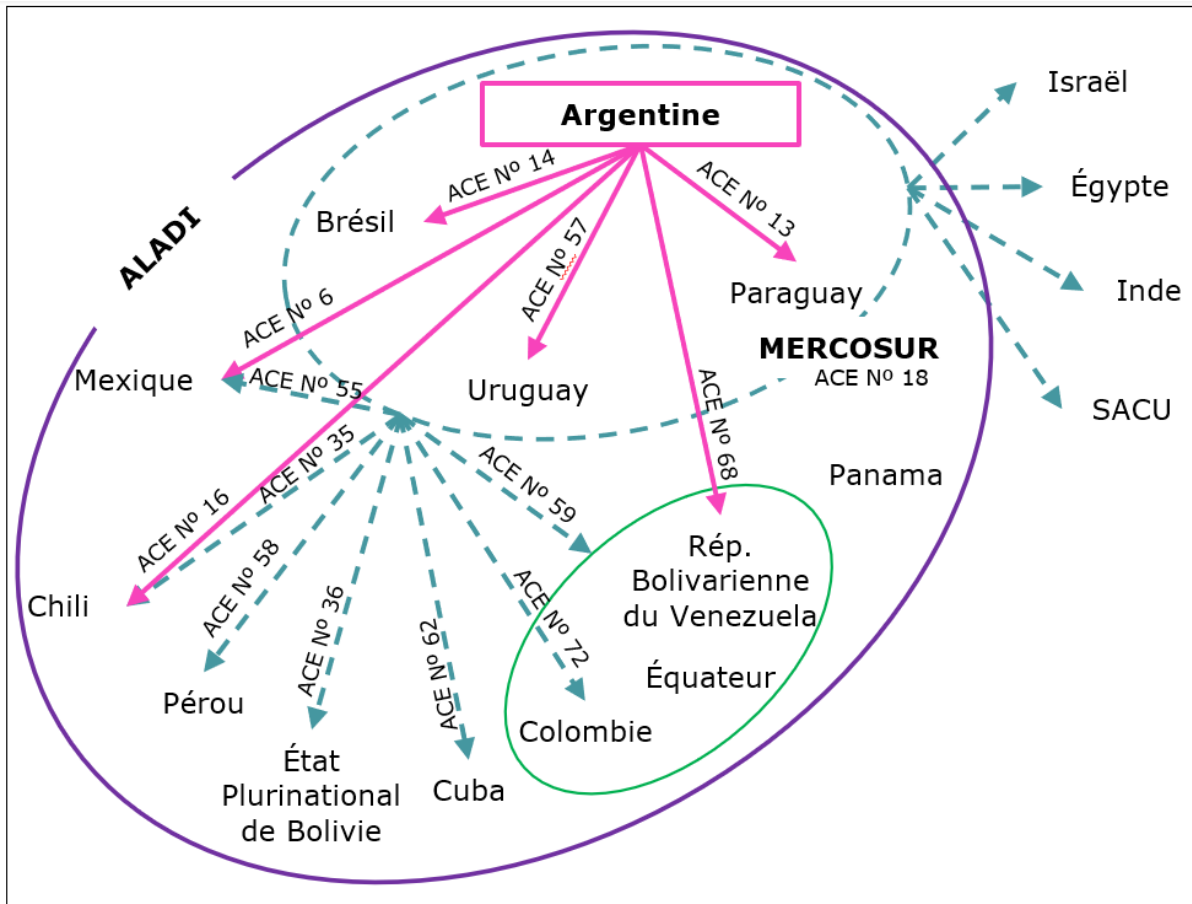 Israël
Argentine
Égypte
ACE Nº 14
ACE Nº 13
Brésil
ACE Nº 57
ALADI
Inde
Paraguay
ACE Nº 6
MERCOSUR
ACE Nº 18
Mexique
ACE Nº 55
Uruguay
ACE Nº 68
SACU
ACE Nº 35
Panama
ACE Nº 59
ACE Nº 16
Rép.
Bolivarienne
du Venezuela
Chili
ACE Nº 58
ACE Nº 36
ACE Nº 62
ACE Nº 72
Équateur
Pérou
Colombie
État
Plurinational
de Bolivie
Cuba